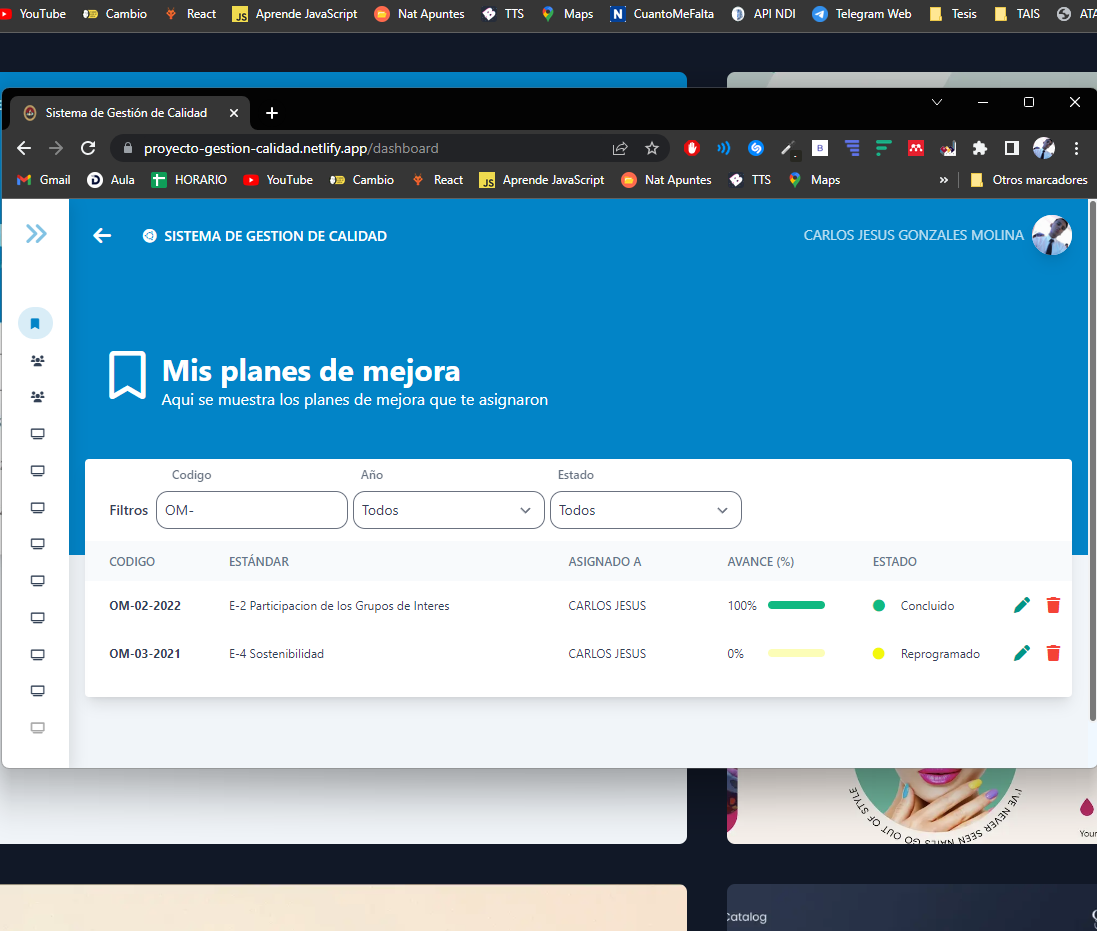 YouTube Cambio React Aprende JavaScript Nat Apuntes TTS Maps CuantoMeFalta API NDI Telegram Web Tesis TAIS
Sistema de Gestión de Calidad
proyecto-gestion-calidad.netlify.app/dashboard
Gmail Aula HORARIO YouTube Cambio React Aprende JavaScript Nat Apuntes TTS Maps » Otros marcadores
SISTEMA DE GESTION DE CALIDAD CARLOS JESUS GONZALES MOLINA
Mis planes de mejora
Aqui se muestra los planes de mejora que te asignaron
Codigo Año Estado
Filtros OM- Todos Todos
CODIGO ESTÁNDAR ASIGNADO A AVANCE (%) ESTADO
OM-02-2022 E-2 Participacion de los Grupos de Interes CARLOS JESUS 100% Concluido
OM-03-2021 E-4 Sostenibilidad CARLOS JESUS 0% Reprogramado
I'VE NEVER SEEN NAILS GO OUT OF STYLE
Your
Catalog